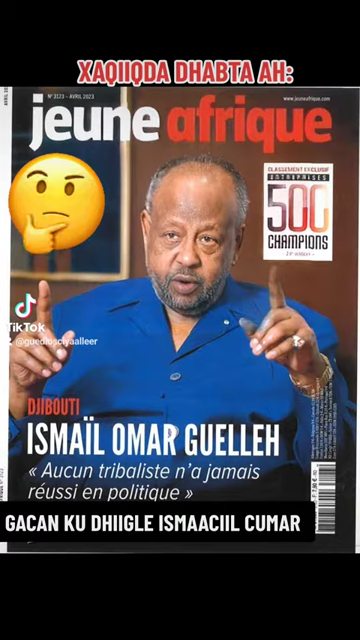 XAQIIQDA DHABTA AH:
N° 3123 – AVRIL 2023
www.jeuneafrique.com
jeune afrique
CLASSEMENT EXCLUSIF
500
CHAMPIONS
TikTok
DJIBOUTI
ISMAÏL OMAR GUELLEH
« Aucun tribaliste n'a jamais
réussi en politique »
GACAN KU DHIIGLE ISMAACIIL CUMAR